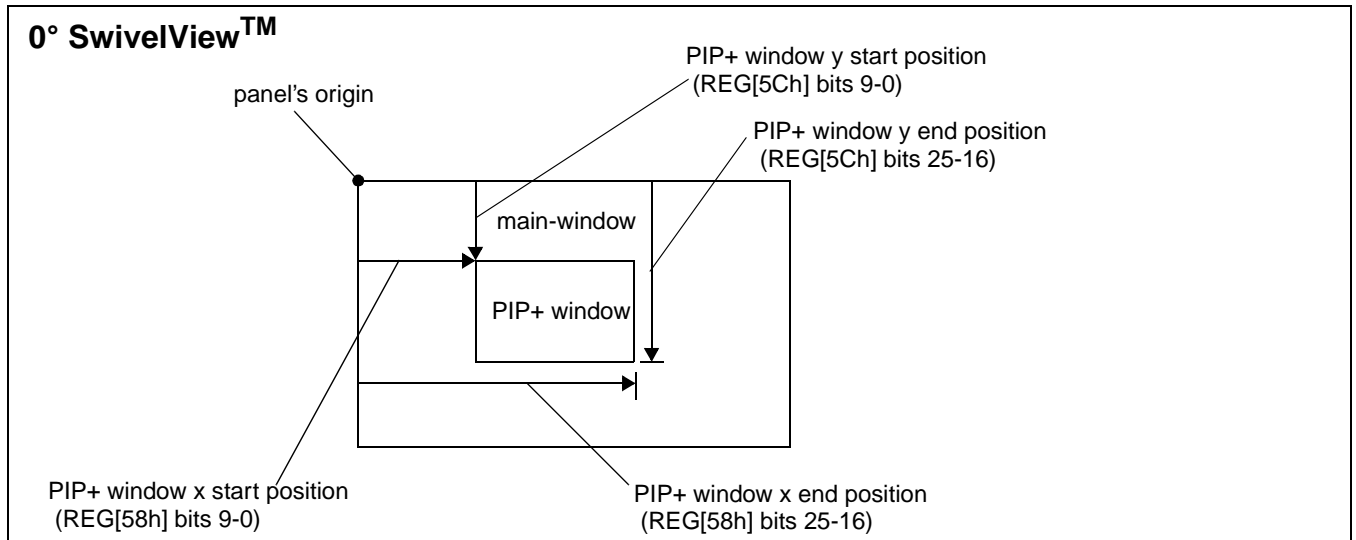 0° SwivelView™
PIP+ window y start position
(REG[5Ch] bits 9-0)
panel's origin
PIP+ window y end position
(REG[5Ch] bits 25-16)
main-window
PIP+ window
PIP+ window x start position
(REG[58h] bits 9-0)
PIP+ window x end position
(REG[58h] bits 25-16)